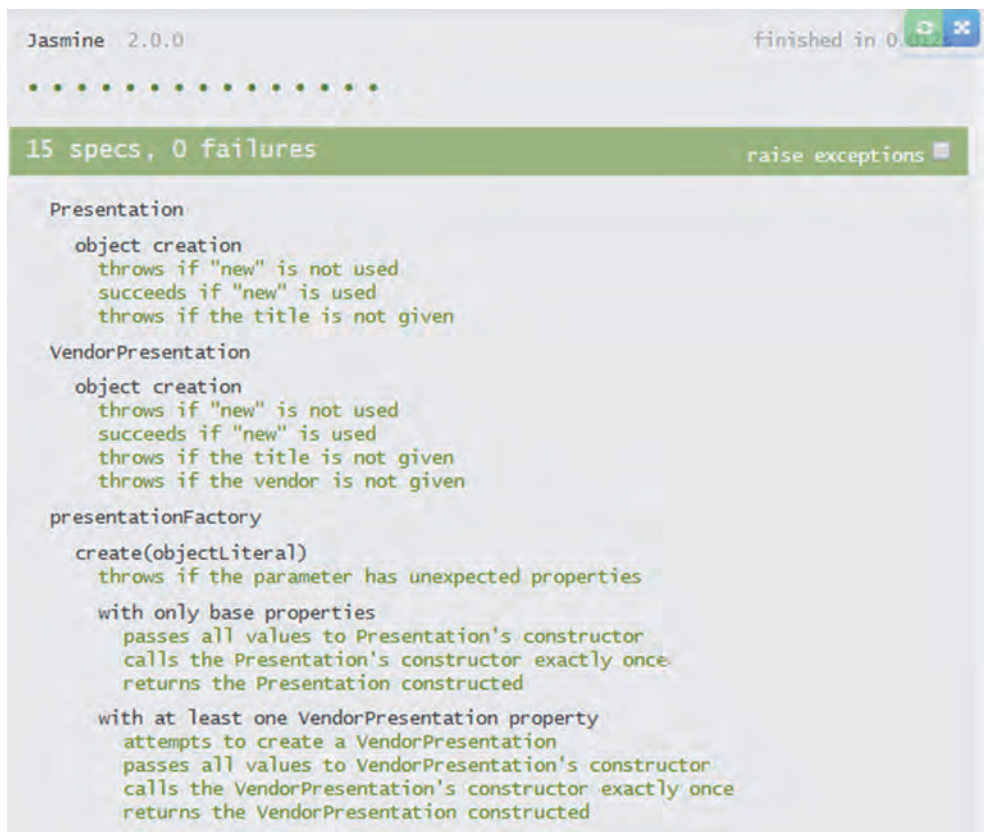 Jasmine 2.0.0 finished in 0.
15 specs, 0 failures raise exceptions
Presentation
object creation
throws if "new" is not used
succeeds if "new" is used
throws if the title is not given
VendorPresentation
object creation
throws if "new" is not used
succeeds if "new" is used
throws if the title is not given
throws if the vendor is not given
presentationFactory
create(objectLiteral)
throws if the parameter has unexpected properties
with only base properties
passes all values to Presentation's constructor
calls the Presentation's constructor exactly once
returns the Presentation constructed
with at least one VendorPresentation property
attempts to create a VendorPresentation
passes all values to VendorPresentation's constructor
calls the VendorPresentation's constructor exactly once
returns the VendorPresentation constructed